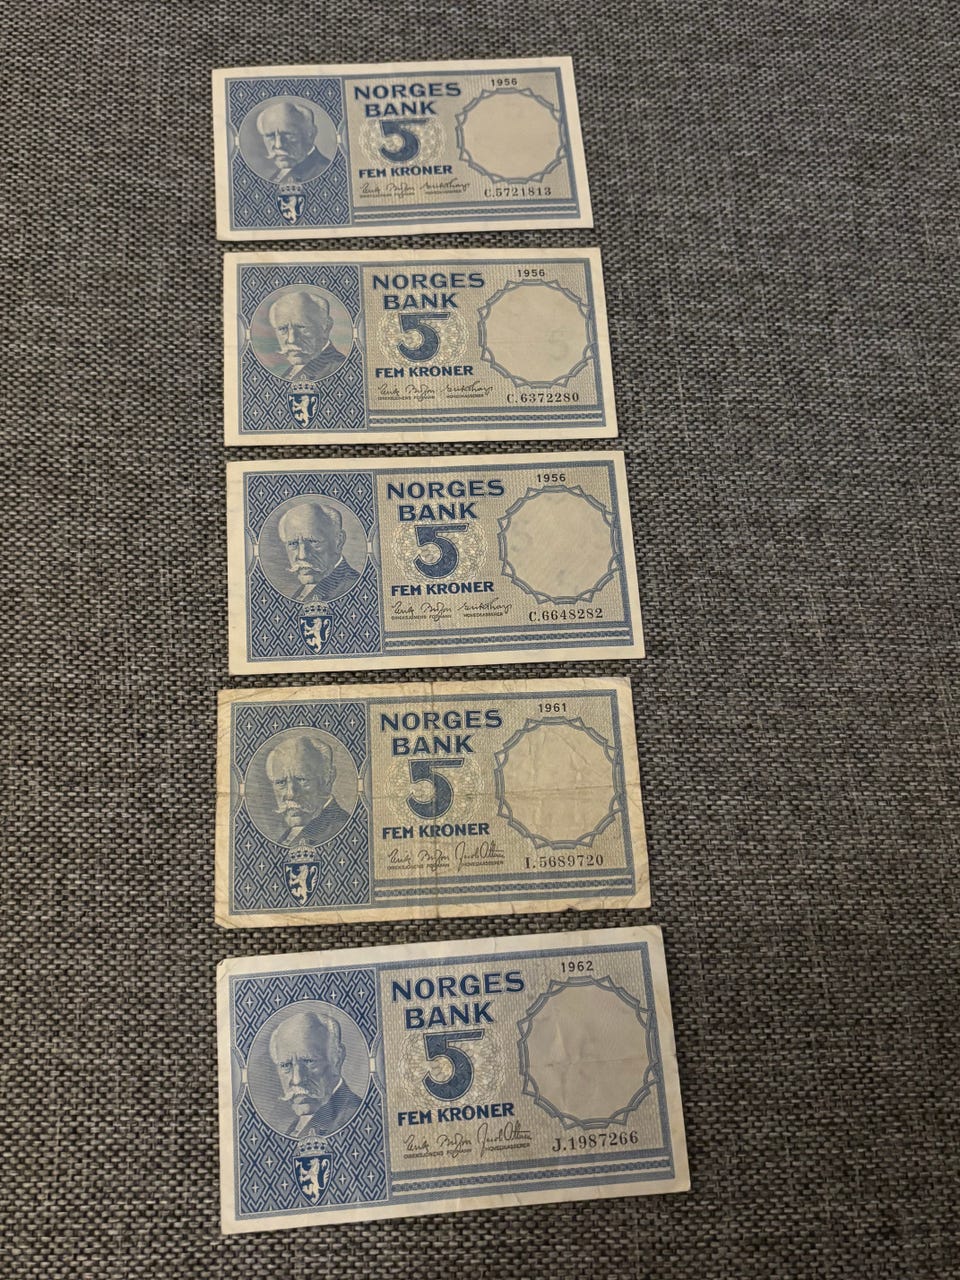 1956
NORGES
BANK
5
FEM KRONER
C.5721813
1956
NORGES
BANK
5
FEM KRONER
C.6372280
1956
NORGES
BANK
5
FEM KRONER
C.6648282
1961
NORGES
BANK
5
FEM KRONER
I.5689720
1962
NORGES
BANK
5
FEM KRONER
J.1987266